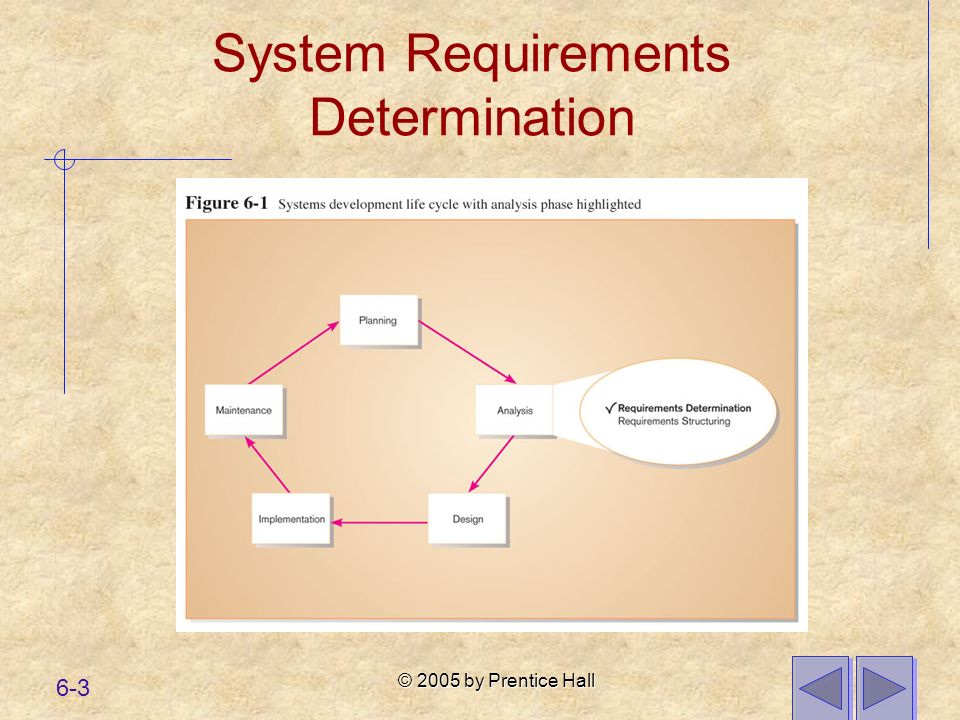 System Requirements
Determination
Figure 6-1 Systems development life cycle with analysis phase highlighted
Planning
Maintenance
Analysis
✓Requirements Determination
Requirements Structuring
Implementation
Design
6-3
© 2005 by Prentice Hall